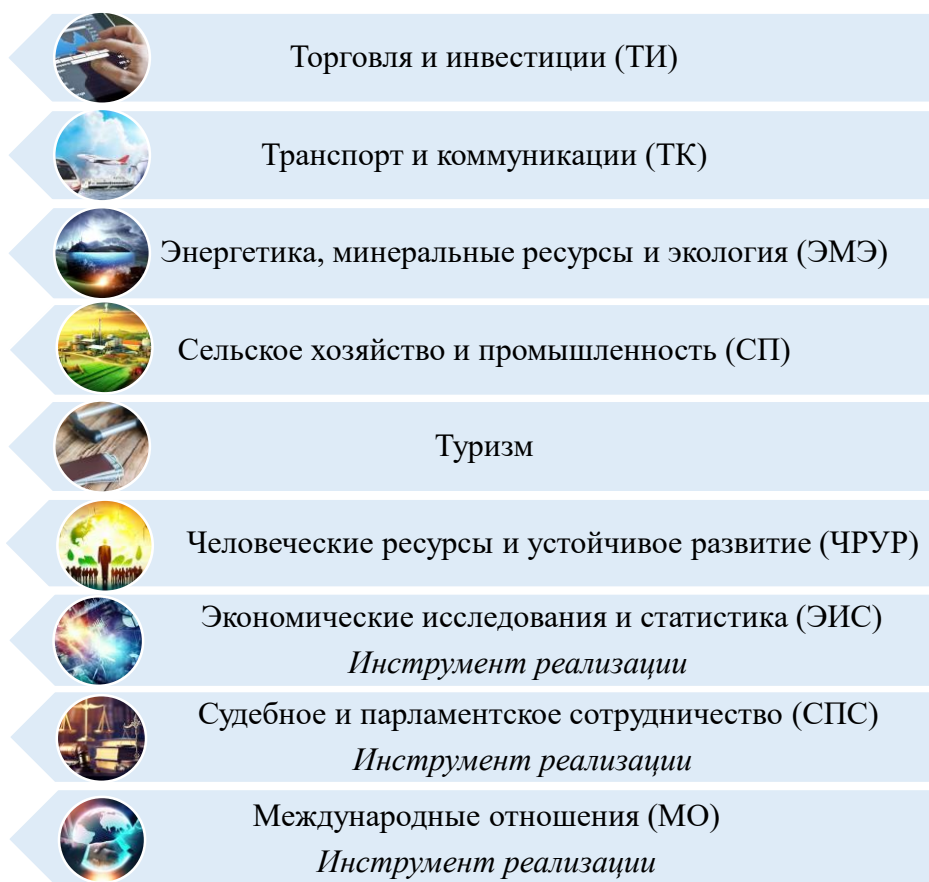 Торговля и инвестиции (ТИ)
Транспорт и коммуникации (ТК)
Энергетика, минеральные ресурсы и экология (ЭМЭ)
Сельское хозяйство и промышленность (СП)
Туризм
Человеческие ресурсы и устойчивое развитие (ЧРУР)
Экономические исследования и статистика (ЭИС)
Инструмент реализации
Судебное и парламентское сотрудничество (СПС)
Инструмент реализации
Международные отношения (МО)
Инструмент реализации